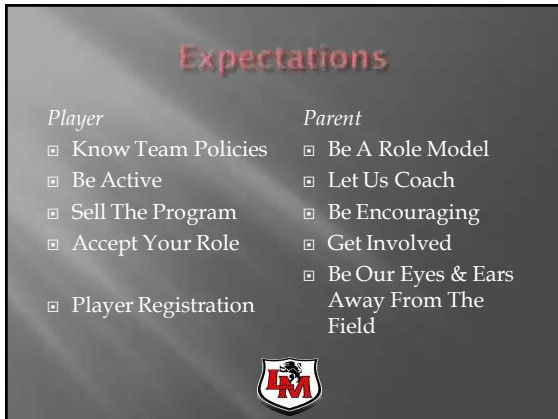 Expectations
Player
Know Team Policies
Be Active
Sell The Program
Accept Your Role
Player Registration
Parent
Be A Role Model
Let Us Coach
Be Encouraging
Get Involved
Be Our Eyes & Ears
Away From The
Field
LM